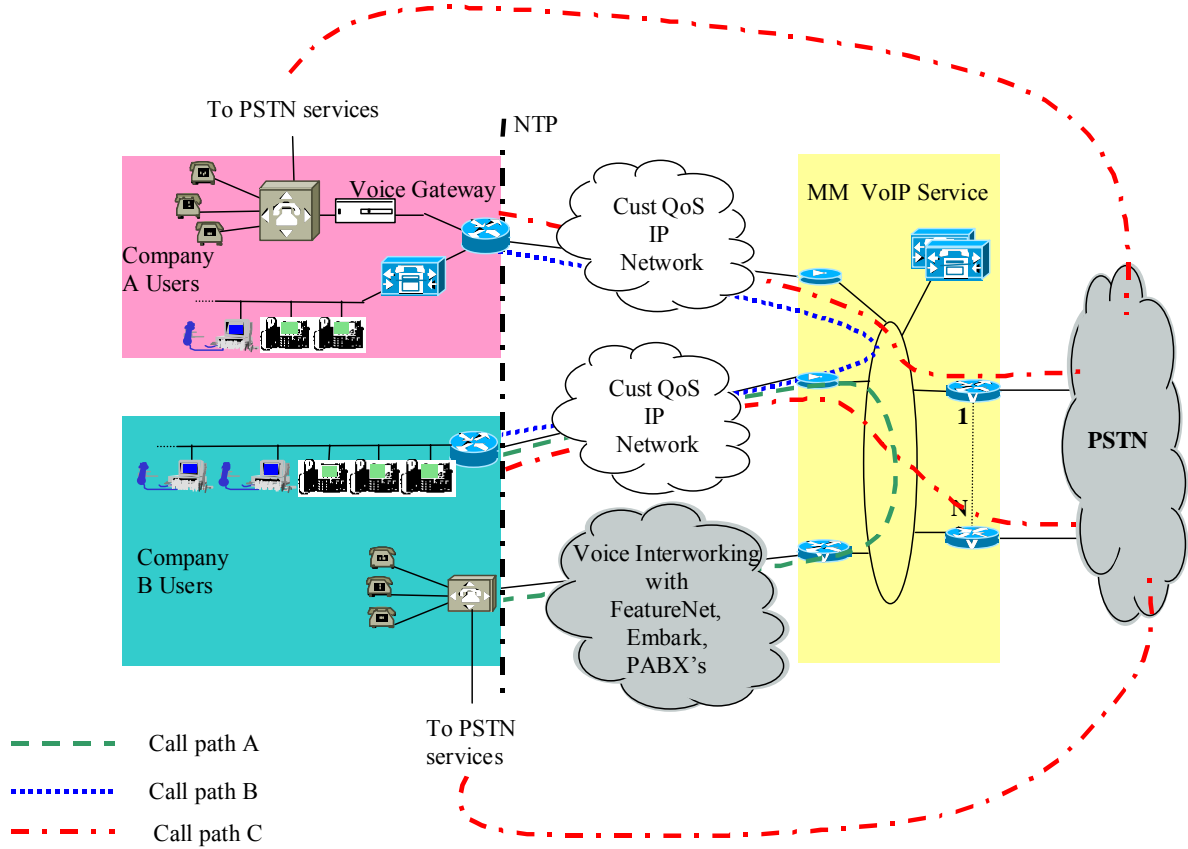 To PSTN services
NTP
Voice Gateway
Company
A Users
Cust QoS
IP
Network
MM VoIP Service
Cust QoS
IP
Network
1
N
PSTN
Company
B Users
Voice Interworking
with
FeatureNet,
Embark,
PABX's
To PSTN
services
Call path A
Call path B
Call path C